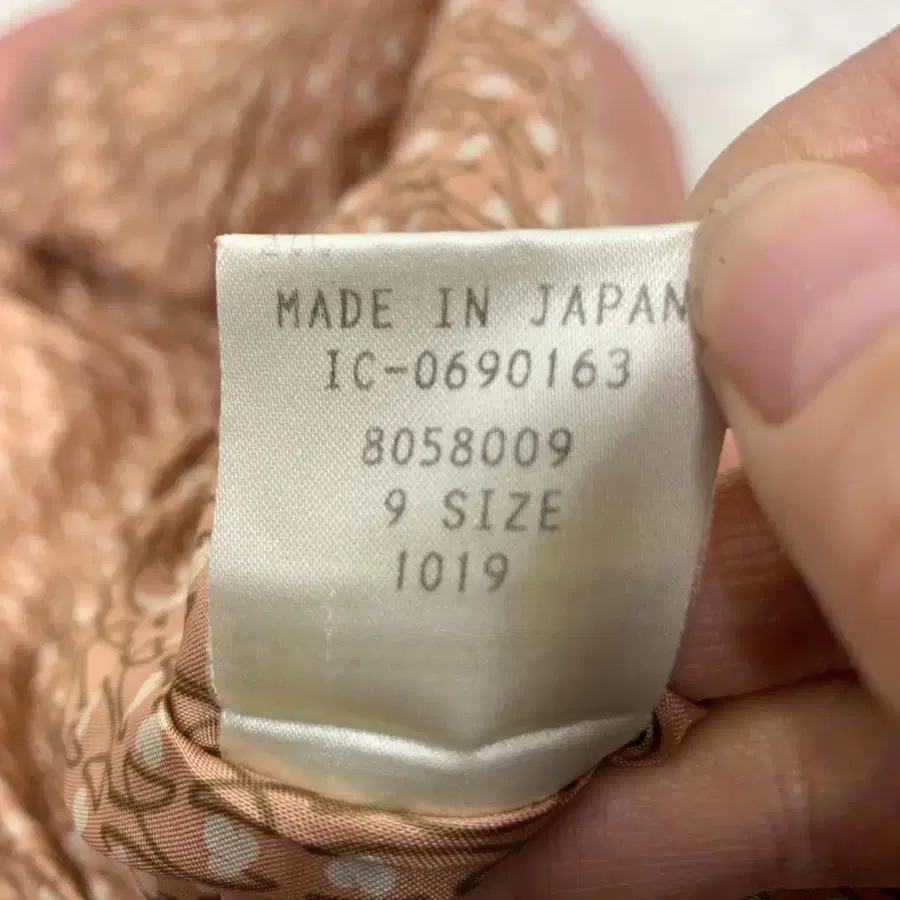 MADE IN JAPAN
IC-0690163
8058009
9 SIZE
1019